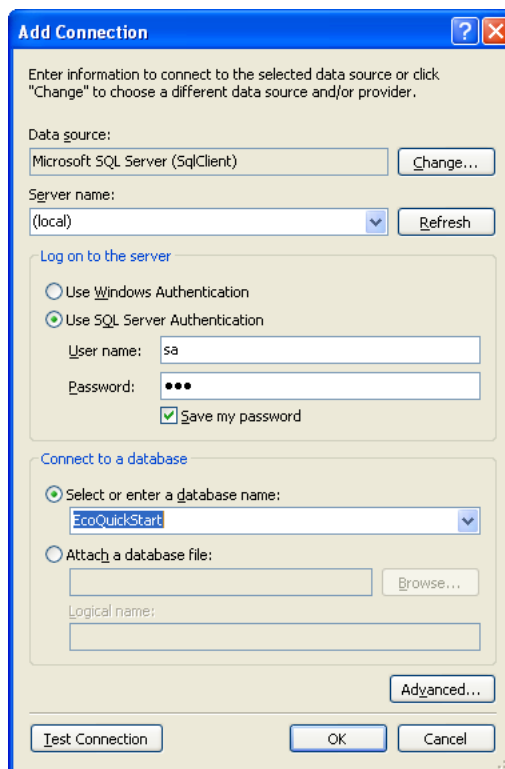 Add Connection
Enter information to connect to the selected data source or click
"Change" to choose a different data source and/or provider.
Data source:
Microsoft SQL Server (SqlClient)
Change...
Server name:
(local)
Refresh
Log on to the server
Use Windows Authentication
Use SQL Server Authentication
User name:
sa
Password:
●●●
Save my password
Connect to a database
Select or enter a database name:
EcoQuickStart
Attach a database file:
Browse...
Logical name:
Advanced...
Test Connection
OK
Cancel